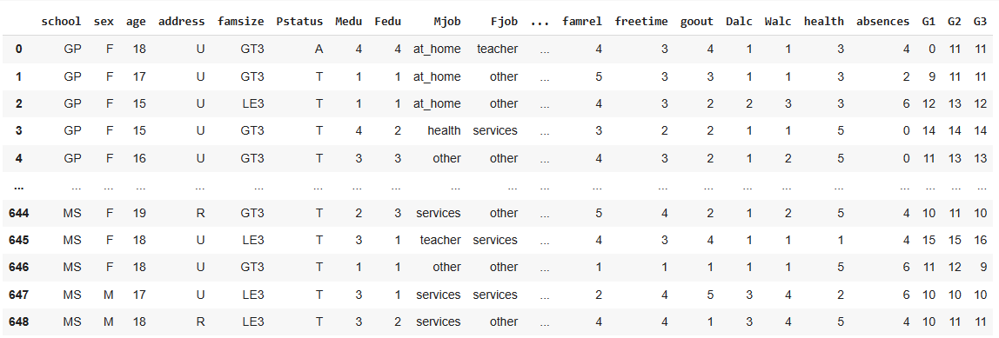 school sex age address famsize Pstatus Medu Fedu Mjob Fjob ... famrel freetime goout Dalc Walc health absences G1 G2 G3
0 GP F 18 U GT3 A 4 4 at_home teacher ... 4 3 4 1 1 3 4 0 11 11
1 GP F 17 U GT3 T 1 1 at_home other ... 5 3 3 1 1 3 2 9 11 11
2 GP F 15 U LE3 T 1 1 at_home other ... 4 3 2 2 3 3 6 12 13 12
3 GP F 15 U GT3 T 4 2 health services ... 3 2 2 1 1 5 0 14 14 14
4 GP F 16 U GT3 T 3 3 other other ... 4 3 2 1 2 5 0 11 13 13
... ... ... ... ... ... ... ... ... ... ... ... ... ... ... ... ... ... ... ... ... ...
644 MS F 19 R GT3 T 2 3 services other ... 5 4 2 1 2 5 4 10 11 10
645 MS F 18 U LE3 T 3 1 teacher services ... 4 3 4 1 1 1 4 15 15 16
646 MS F 18 U GT3 T 1 1 other other ... 1 1 1 1 1 5 6 11 12 9
647 MS M 17 U LE3 T 3 1 services services ... 2 4 5 3 4 2 6 10 10 10
648 MS M 18 R LE3 T 3 2 services other ... 4 4 1 3 4 5 4 10 11 11